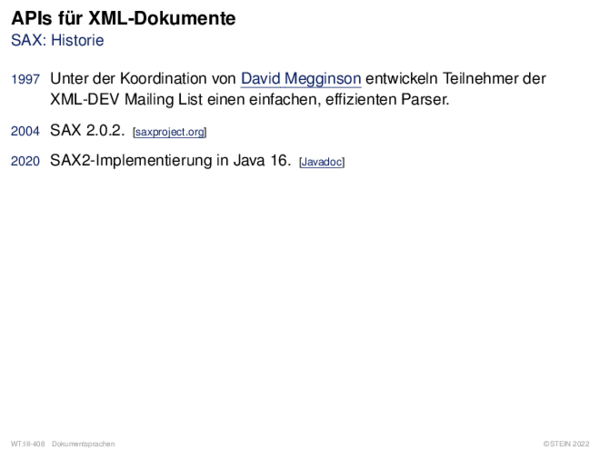 APIs für XML-Dokumente
SAX: Historie
1997 Unter der Koordination von David Megginson entwickeln Teilnehmer der
XML-DEV Mailing List einen einfachen, effizienten Parser.
2004 SAX 2.0.2. [saxproject.org]
2020 SAX2-Implementierung in Java 16. [Javadoc]
WT:III-408 Dokumentsprachen
©STEIN 2022